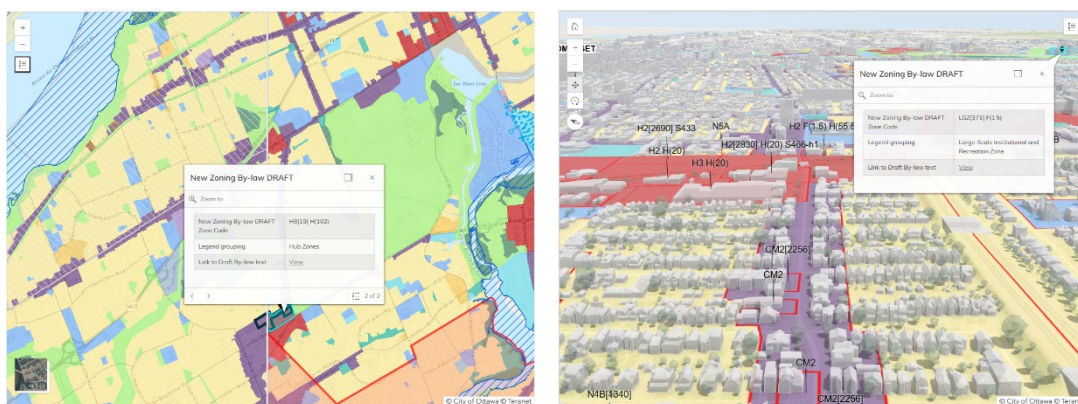 New Zoning By-law DRAFT
Zoom to
New Zoning By-law DRAFT Zone Code
H3[19] H(102)
Legend grouping
Hub Zones
Link to Draft By-law text
View
2 of 2
© City of Ottawa © Teranet
New Zoning By-law DRAFT
Zoom to
New Zoning By-law DRAFT Zone Code
LGZ[371] F(1.5)
Legend grouping
Large-Scale Institutional and Recreation Zone
Link to Draft By-law text
View
H2[2690] S433
N5A
H2 F(1.5) H(55.5
H2 H(20)
H2[2830] H(20) S466-h1
H3 H(20)
CM2[2256]
CM2
CM2
N4B[1340]
CM2[2256]
© City of Ottawa © Teranet